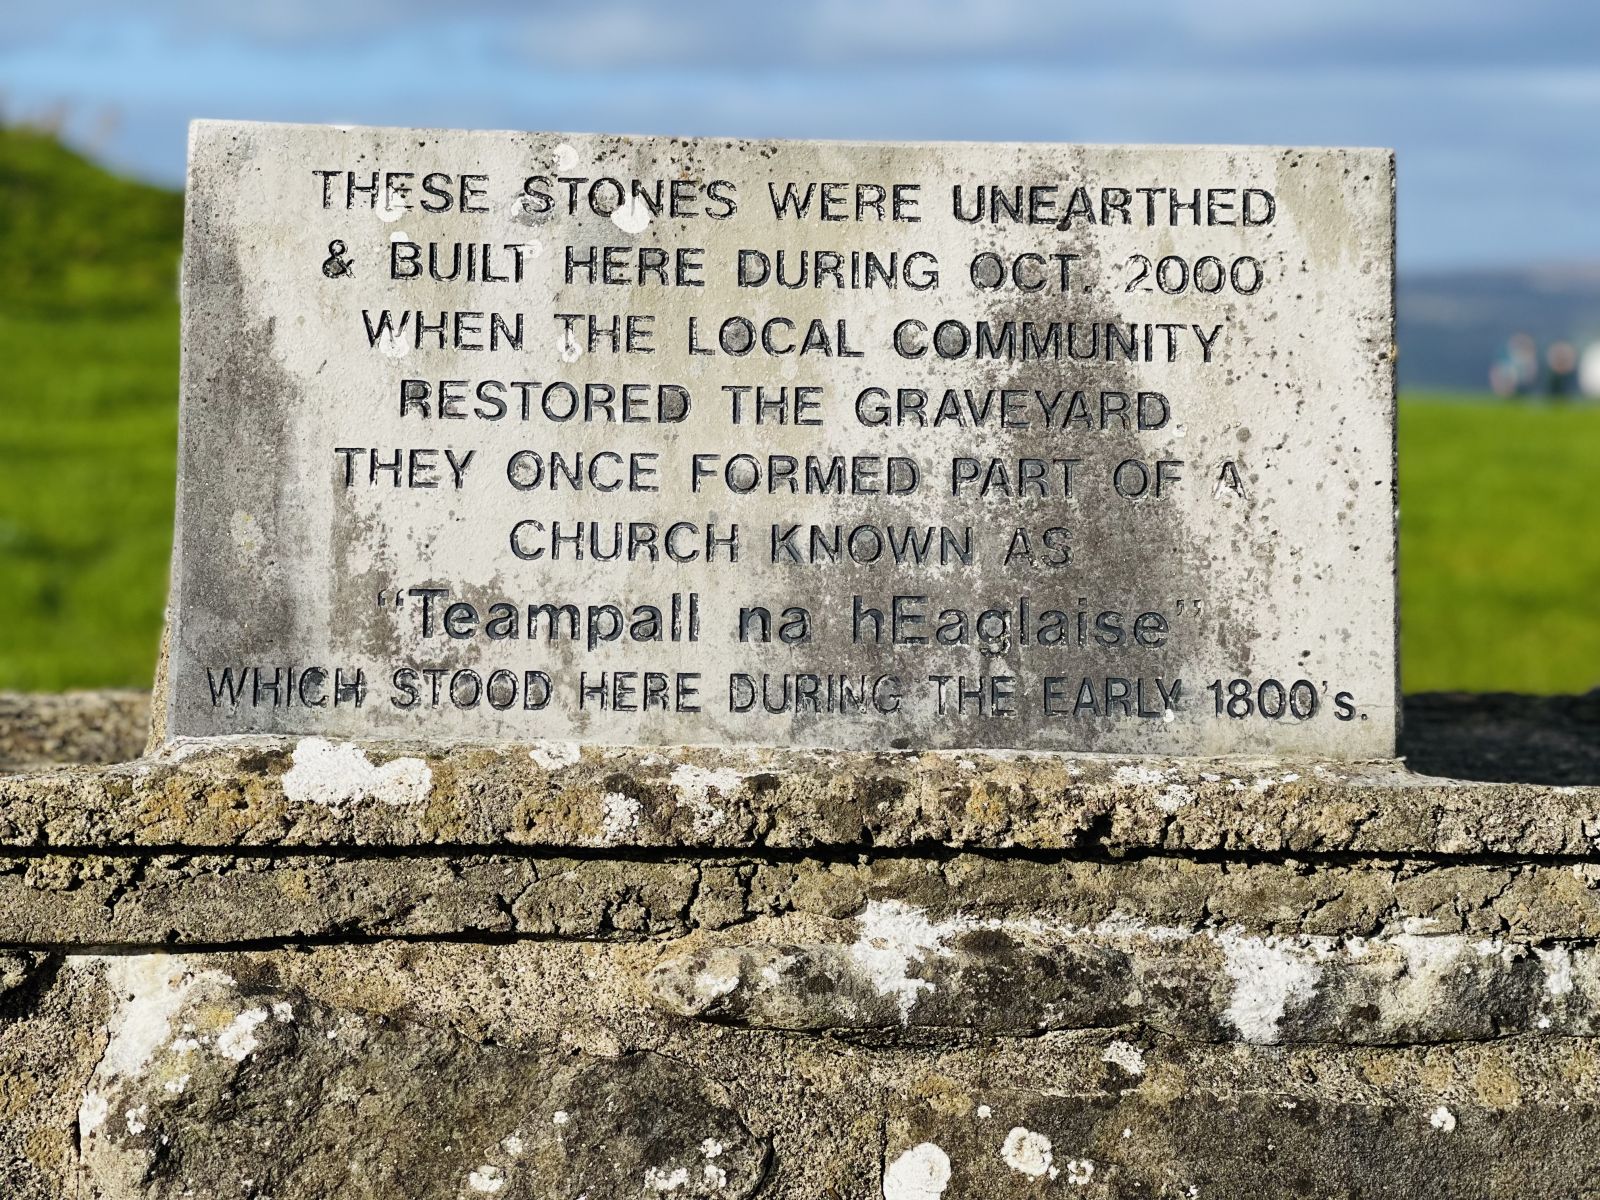 THESE STONES WERE UNEARTHED
& BUILT HERE DURING OCT. 2000
WHEN THE LOCAL COMMUNITY
RESTORED THE GRAVEYARD.
THEY ONCE FORMED PART OF A
CHURCH KNOWN AS
"Teampall na hEaglaise"
WHICH STOOD HERE DURING THE EARLY 1800's.